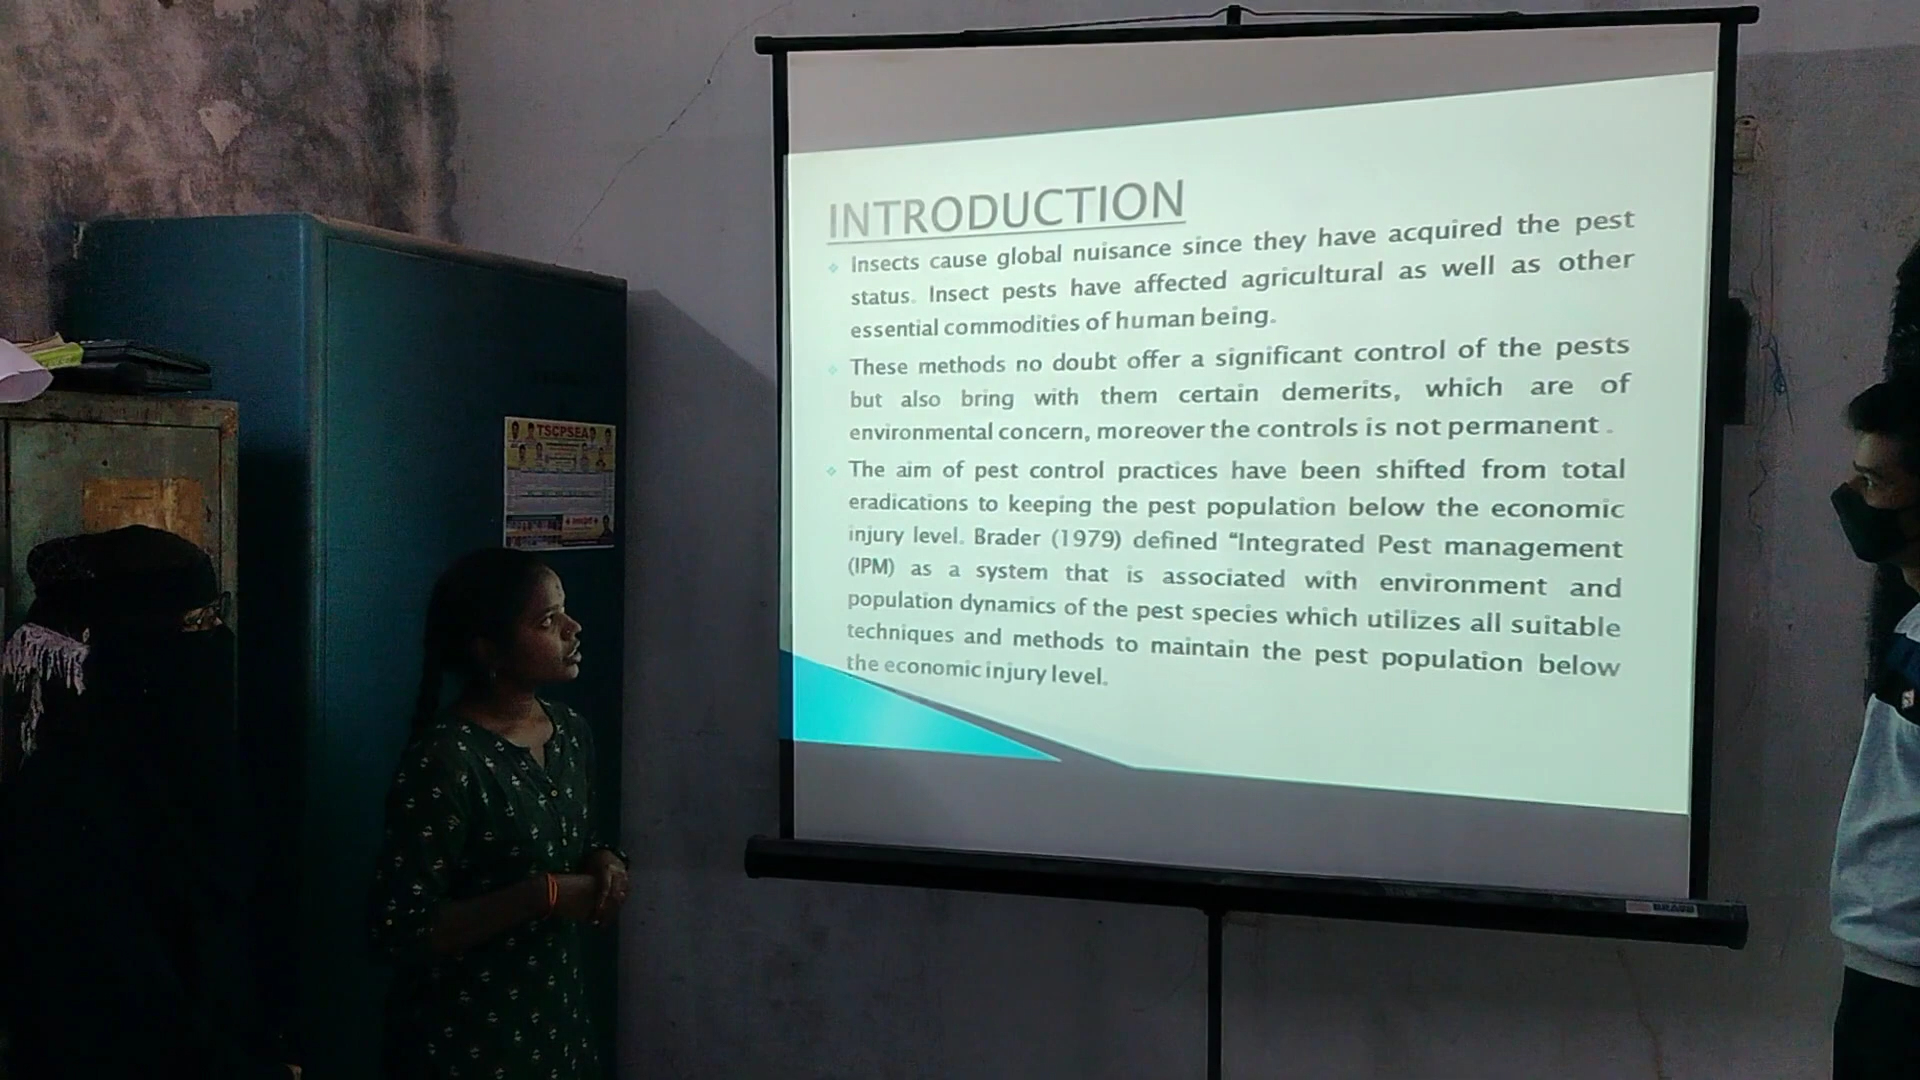 INTRODUCTION
Insects cause global nuisance since they have acquired the pest
status. Insect pests have affected agricultural as well as other
essential commodities of human being.
These methods no doubt offer a significant control of the pests
but also bring with them certain demerits, which are of
environmental concern, moreover the controls is not permanent .
The aim of pest control practices have been shifted from total
eradications to keeping the pest population below the economic
injury level. Brader (1979) defined “Integrated Pest management
(IPM) as a system that is associated with environment and
population dynamics of the pest species which utilizes all suitable
techniques and methods to maintain the pest population below
the economic injury level.
TSCPSEA